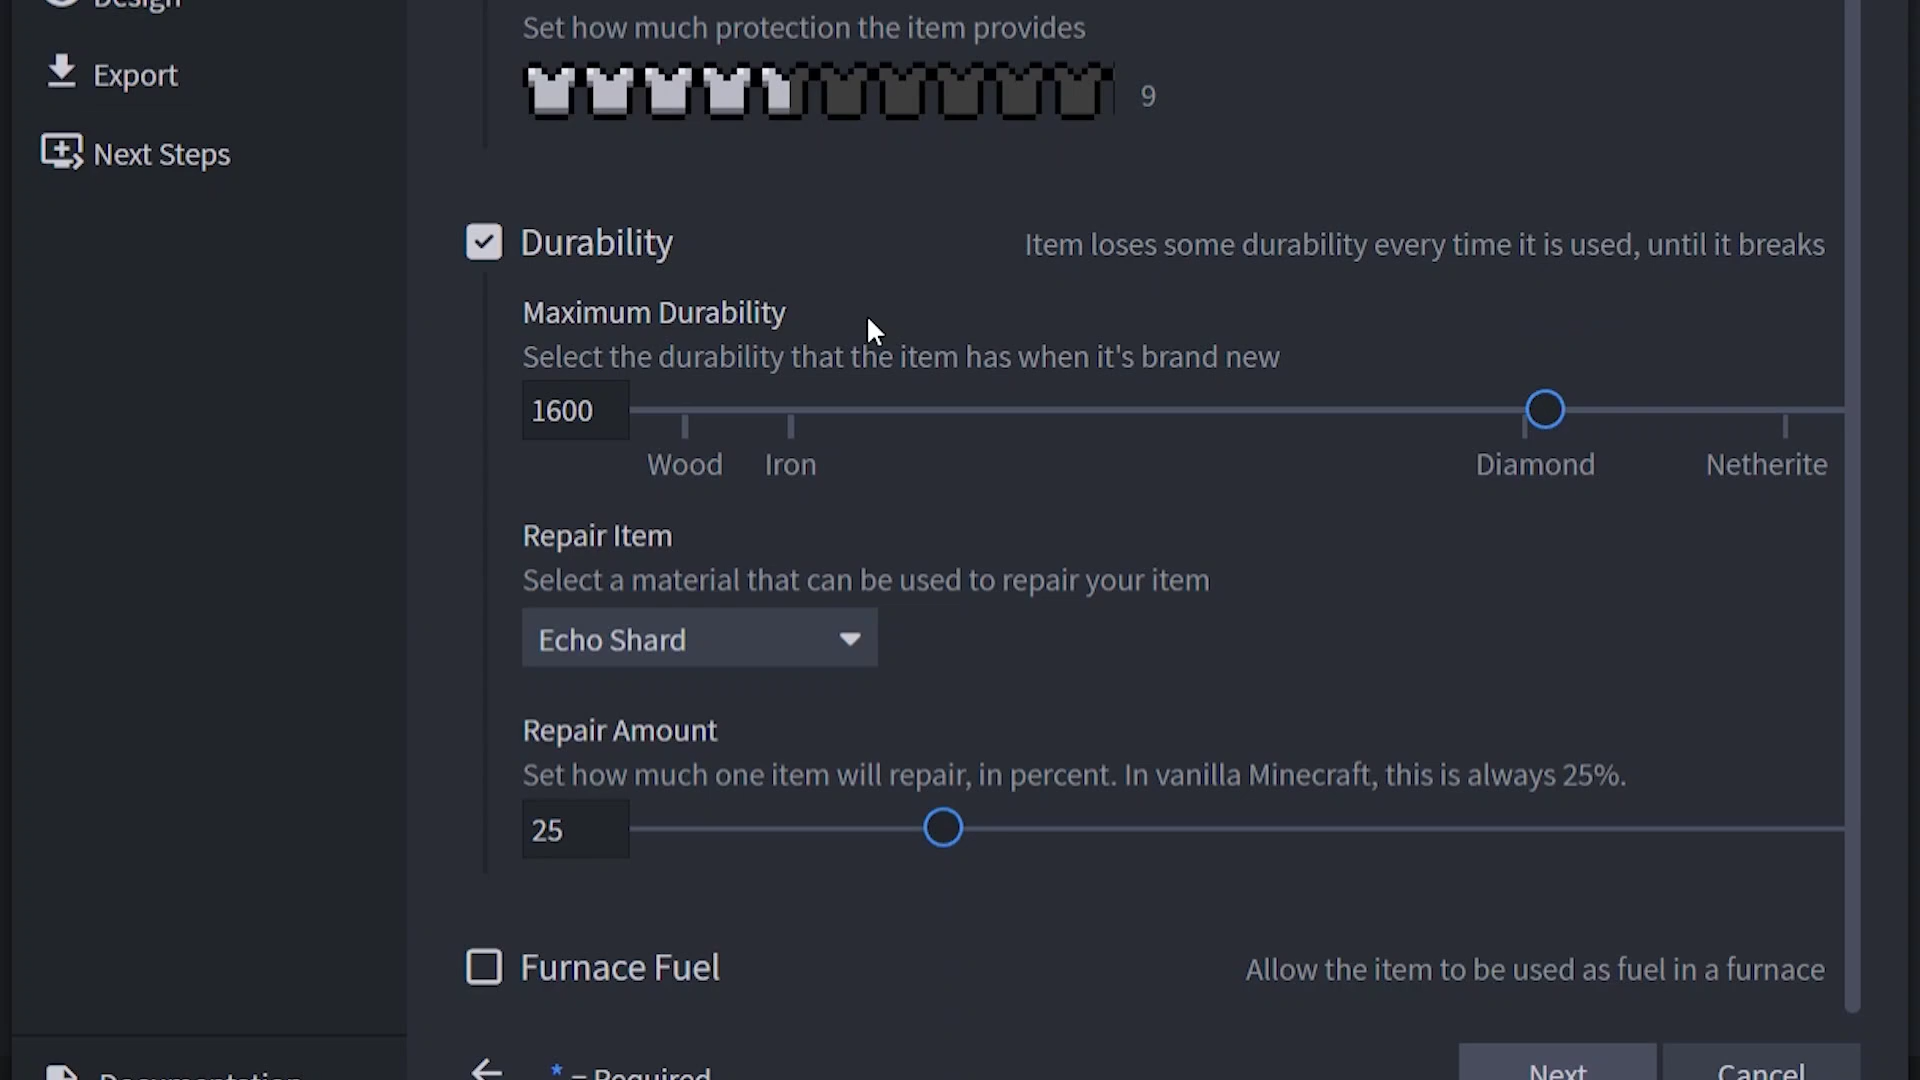 Design
Export
Next Steps
Set how much protection the item provides
9
Durability
Item loses some durability every time it is used, until it breaks
Maximum Durability
Select the durability that the item has when it's brand new
1600
Wood
Iron
Diamond
Netherite
Repair Item
Select a material that can be used to repair your item
Echo Shard
Repair Amount
Set how much one item will repair, in percent. In vanilla Minecraft, this is always 25%.
25
Furnace Fuel
Allow the item to be used as fuel in a furnace
Documentation
* = Required
Next
Cancel